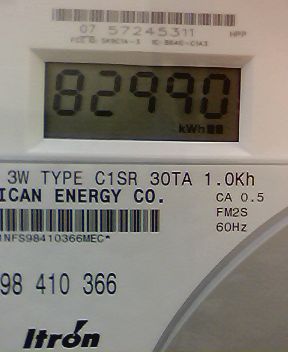 07 57245311
82990
kWh
3W TYPE C1SR 30TA 1.0Kh
ICAN ENERGY CO.
CA 0.5
FM2S
60Hz
1NFS98410366MEC*
98 410 366
Itron